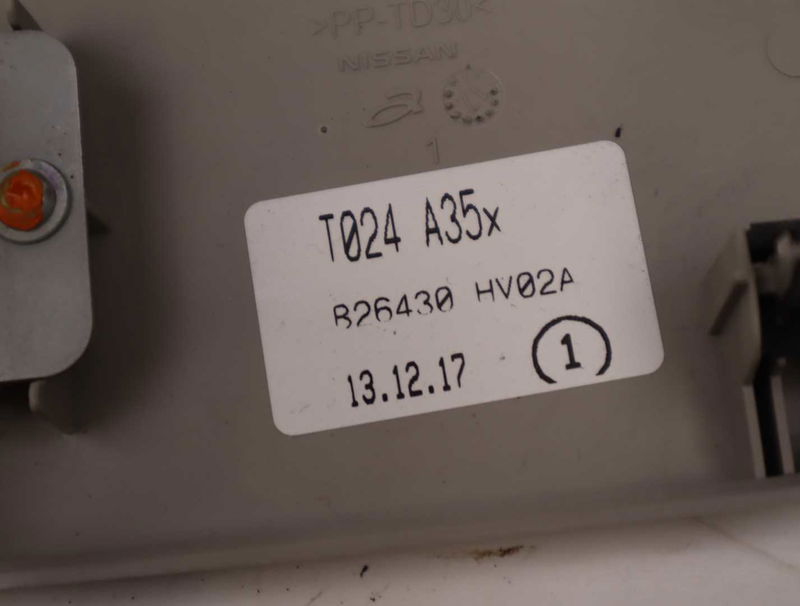 >PP-TD30<
NISSAN
1
T024 A35x
B26430 HV02A
13.12.17 1